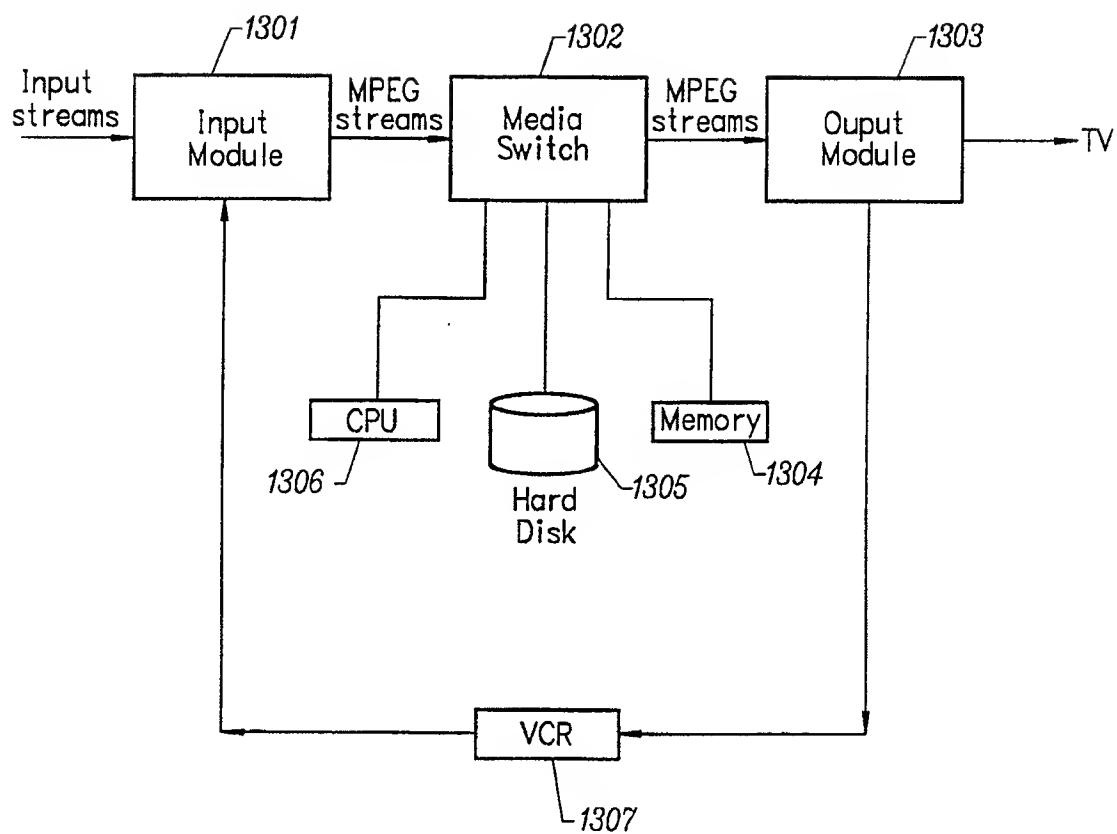 1301
1302
1303
Input
streams
Input
Module
MPEG
streams
Media
Switch
MPEG
streams
Ouput
Module
TV
CPU
1306
1305
Hard
Disk
Memory
1304
VCR
1307